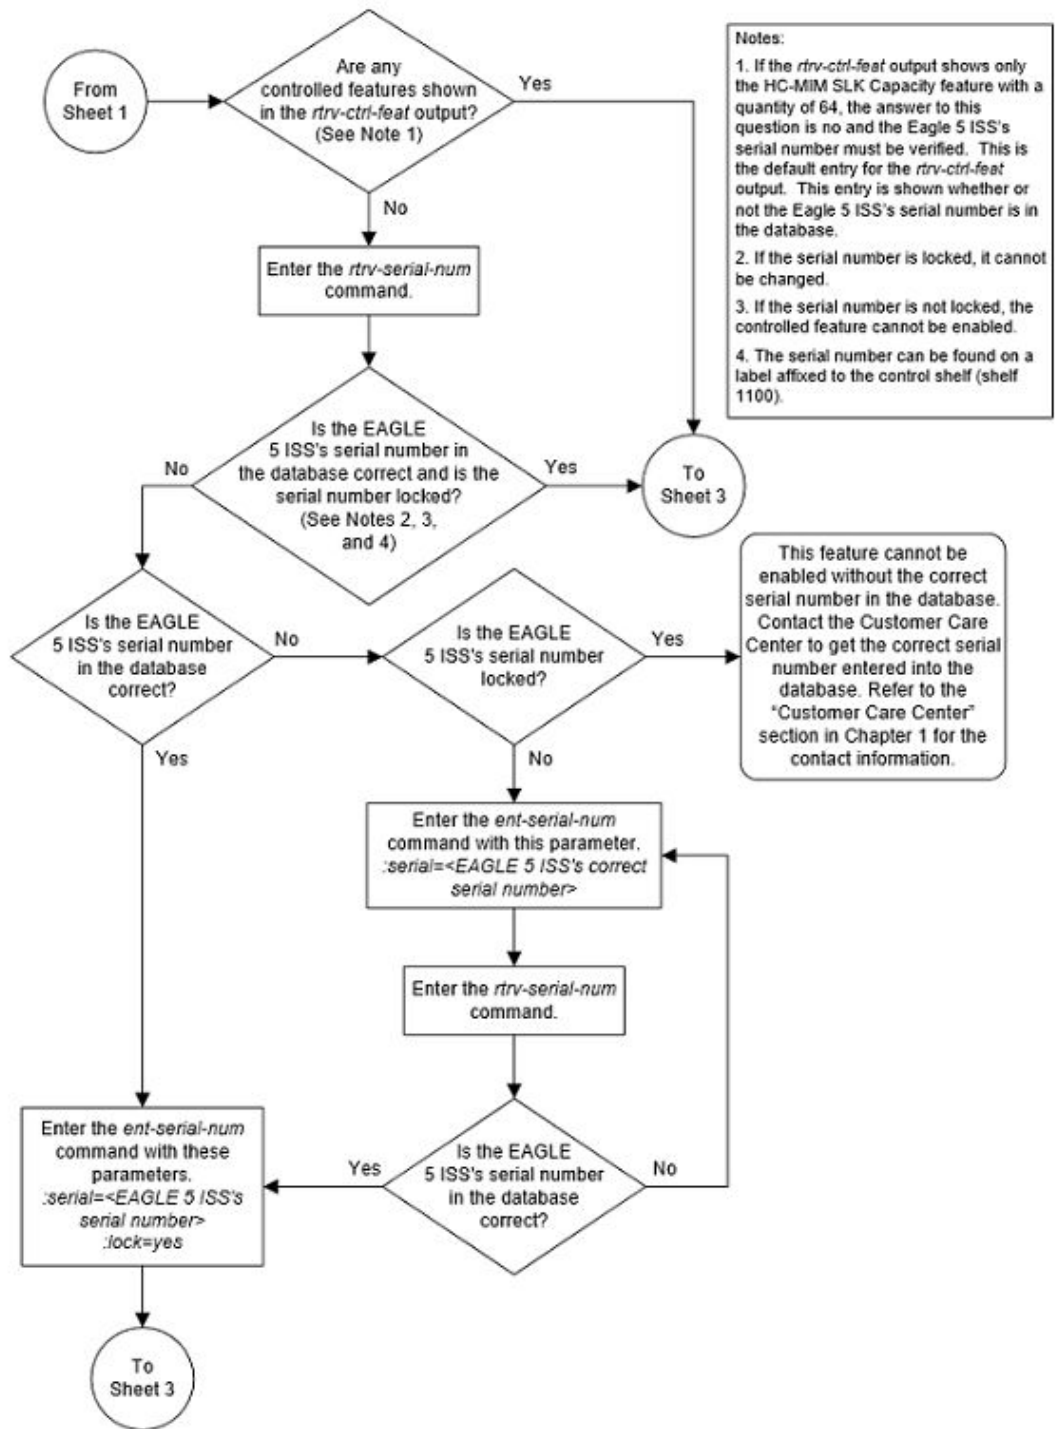 From
Sheet 1
Are any
controlled features shown
in the rtrv-ctrl-feat output?
(See Note 1)
Yes
No
Notes:
1. If the rtrv-ctrl-feat output shows only
the HC-MIM SLK Capacity feature with a
quantity of 64, the answer to this
question is no and the Eagle 5 ISS's
serial number must be verified. This is
the default entry for the rtrv-ctrl-feat
output. This entry is shown whether or
not the Eagle 5 ISS's serial number is in
the database.
2. If the serial number is locked, it cannot
be changed.
3. If the serial number is not locked, the
controlled feature cannot be enabled.
4. The serial number can be found on a
label affixed to the control shelf (shelf
1100).
Enter the rtrv-serial-num
command.
Is the EAGLE
5 ISS's serial number in
the database correct and is the
serial number locked?
(See Notes 2, 3,
and 4)
No
Yes
To
Sheet 3
Is the EAGLE
5 ISS's serial number
in the database
correct?
No
Yes
Is the EAGLE
5 ISS's serial number
locked?
Yes
No
This feature cannot be
enabled without the correct
serial number in the database.
Contact the Customer Care
Center to get the correct serial
number entered into the
database. Refer to the
“Customer Care Center”
section in Chapter 1 for the
contact information.
Enter the ent-serial-num
command with this parameter.
:serial=<EAGLE 5 ISS's correct
serial number>
Enter the rtrv-serial-num
command.
Is the EAGLE
5 ISS's serial number
in the database
correct?
Yes
No
Enter the ent-serial-num
command with these
parameters.
:serial=<EAGLE 5 ISS's
serial number>
:lock=yes
To
Sheet 3